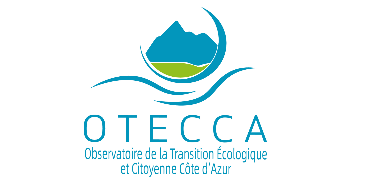 OTECCA
Observatoire de la Transition Écologique
et Citoyenne Côte d'Azur